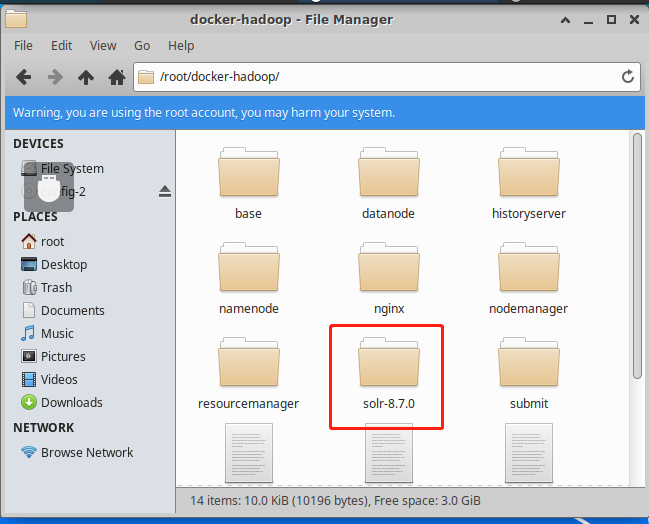 docker-hadoop - File Manager
File Edit View Go Help
/root/docker-hadoop/
Warning, you are using the root account, you may harm your system.
DEVICES
File System
config-2
PLACES
root
Desktop
Trash
Documents
Music
Pictures
Videos
Downloads
NETWORK
Browse Network
base datanode historyserver
namenode nginx nodemanager
resourcemanager solr-8.7.0 submit
14 items: 10.0 KiB (10196 bytes), Free space: 3.0 GiB